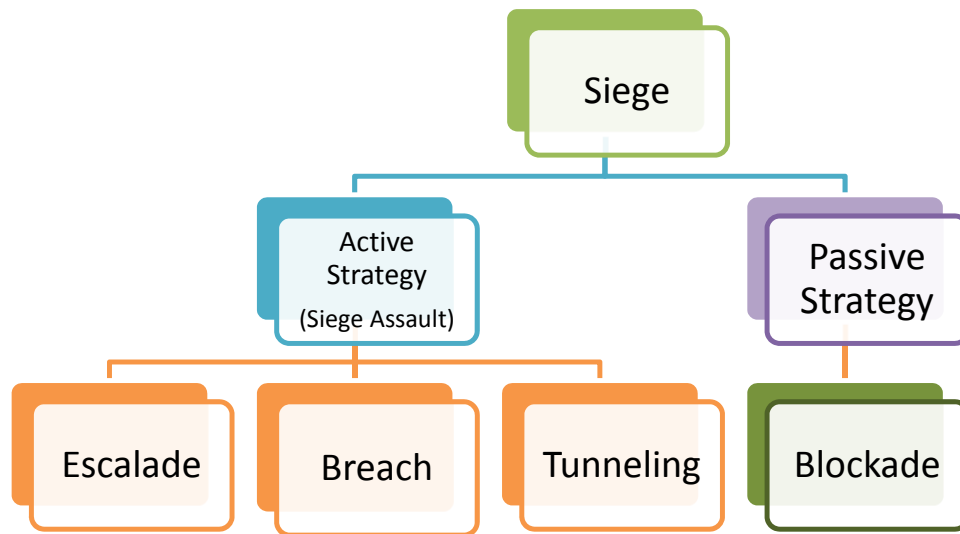 Siege
Active
Strategy
(Siege Assault)
Passive
Strategy
Escalade
Breach
Tunneling
Blockade